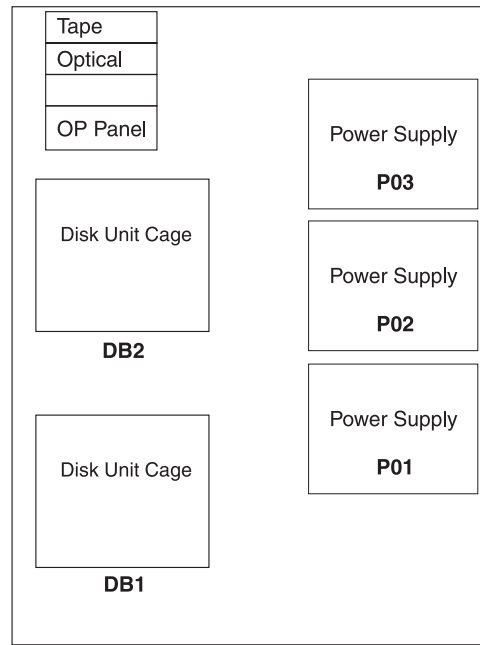 Tape
Optical
OP Panel
Power Supply
P03
Disk Unit Cage
DB2
Power Supply
P02
Power Supply
P01
Disk Unit Cage
DB1